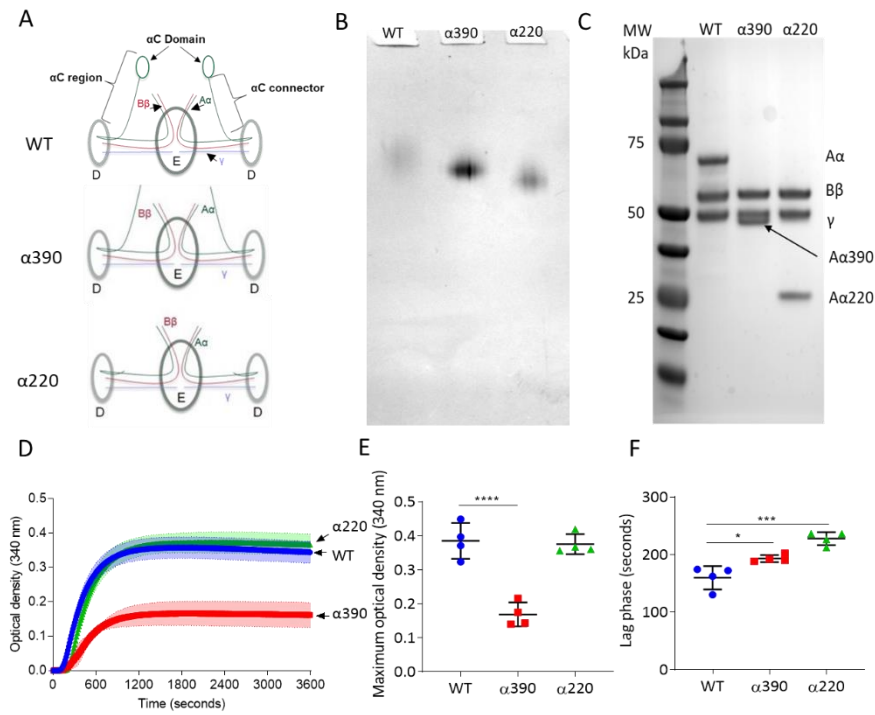 A
αC Domain
αC region
αC connector
Bβ
Aα
WT
E
γ
D
D
Bβ
Aα
α390
E
γ
D
D
Bβ
Aα
α220
E
γ
D
D
B
WT α390 α220
C
MW WT α390 α220
kDa
75
50
25
Aα
Bβ
γ
Aα390
Aα220
D
Optical density (340 nm)
0.5
0.4
0.3
0.2
0.1
0.0
0 600 1200 1800 2400 3000 3600
Time (seconds)
α220
WT
α390
E
Maximum optical density (340 nm)
0.5
0.4
0.3
0.2
0.1
0.0
****
WT α390 α220
F
Lag phase (seconds)
300
200
100
0
***
*
WT α390 α220